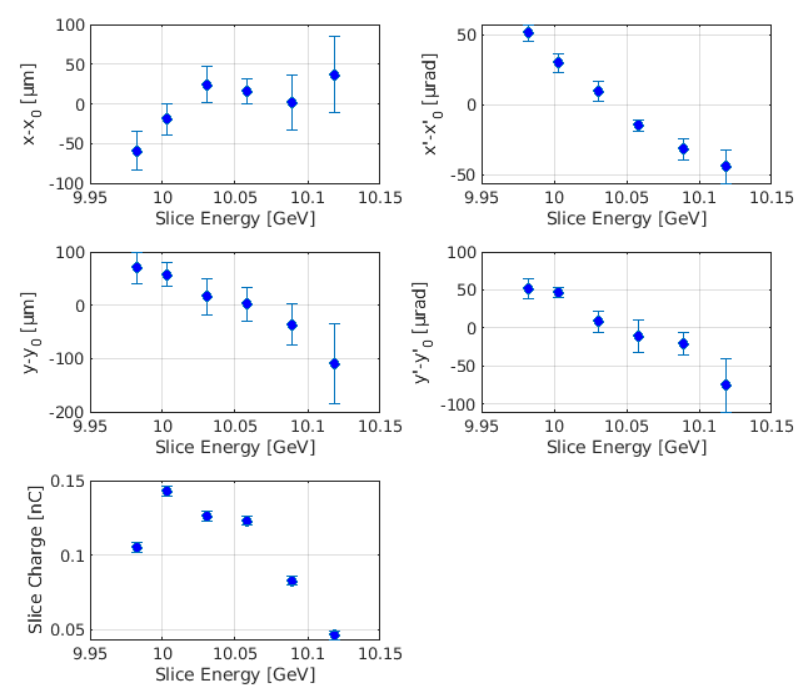 100
50
0
-50
-100
x-x₀ [µm]
9.95 10 10.05 10.1 10.15
Slice Energy [GeV]
50
0
-50
x'-x'₀ [µrad]
9.95 10 10.05 10.1 10.15
Slice Energy [GeV]
100
0
-100
-200
y-y₀ [µm]
9.95 10 10.05 10.1 10.15
Slice Energy [GeV]
100
50
0
-50
-100
y'-y'₀ [µrad]
9.95 10 10.05 10.1 10.15
Slice Energy [GeV]
0.15
0.1
0.05
Slice Charge [nC]
9.95 10 10.05 10.1 10.15
Slice Energy [GeV]